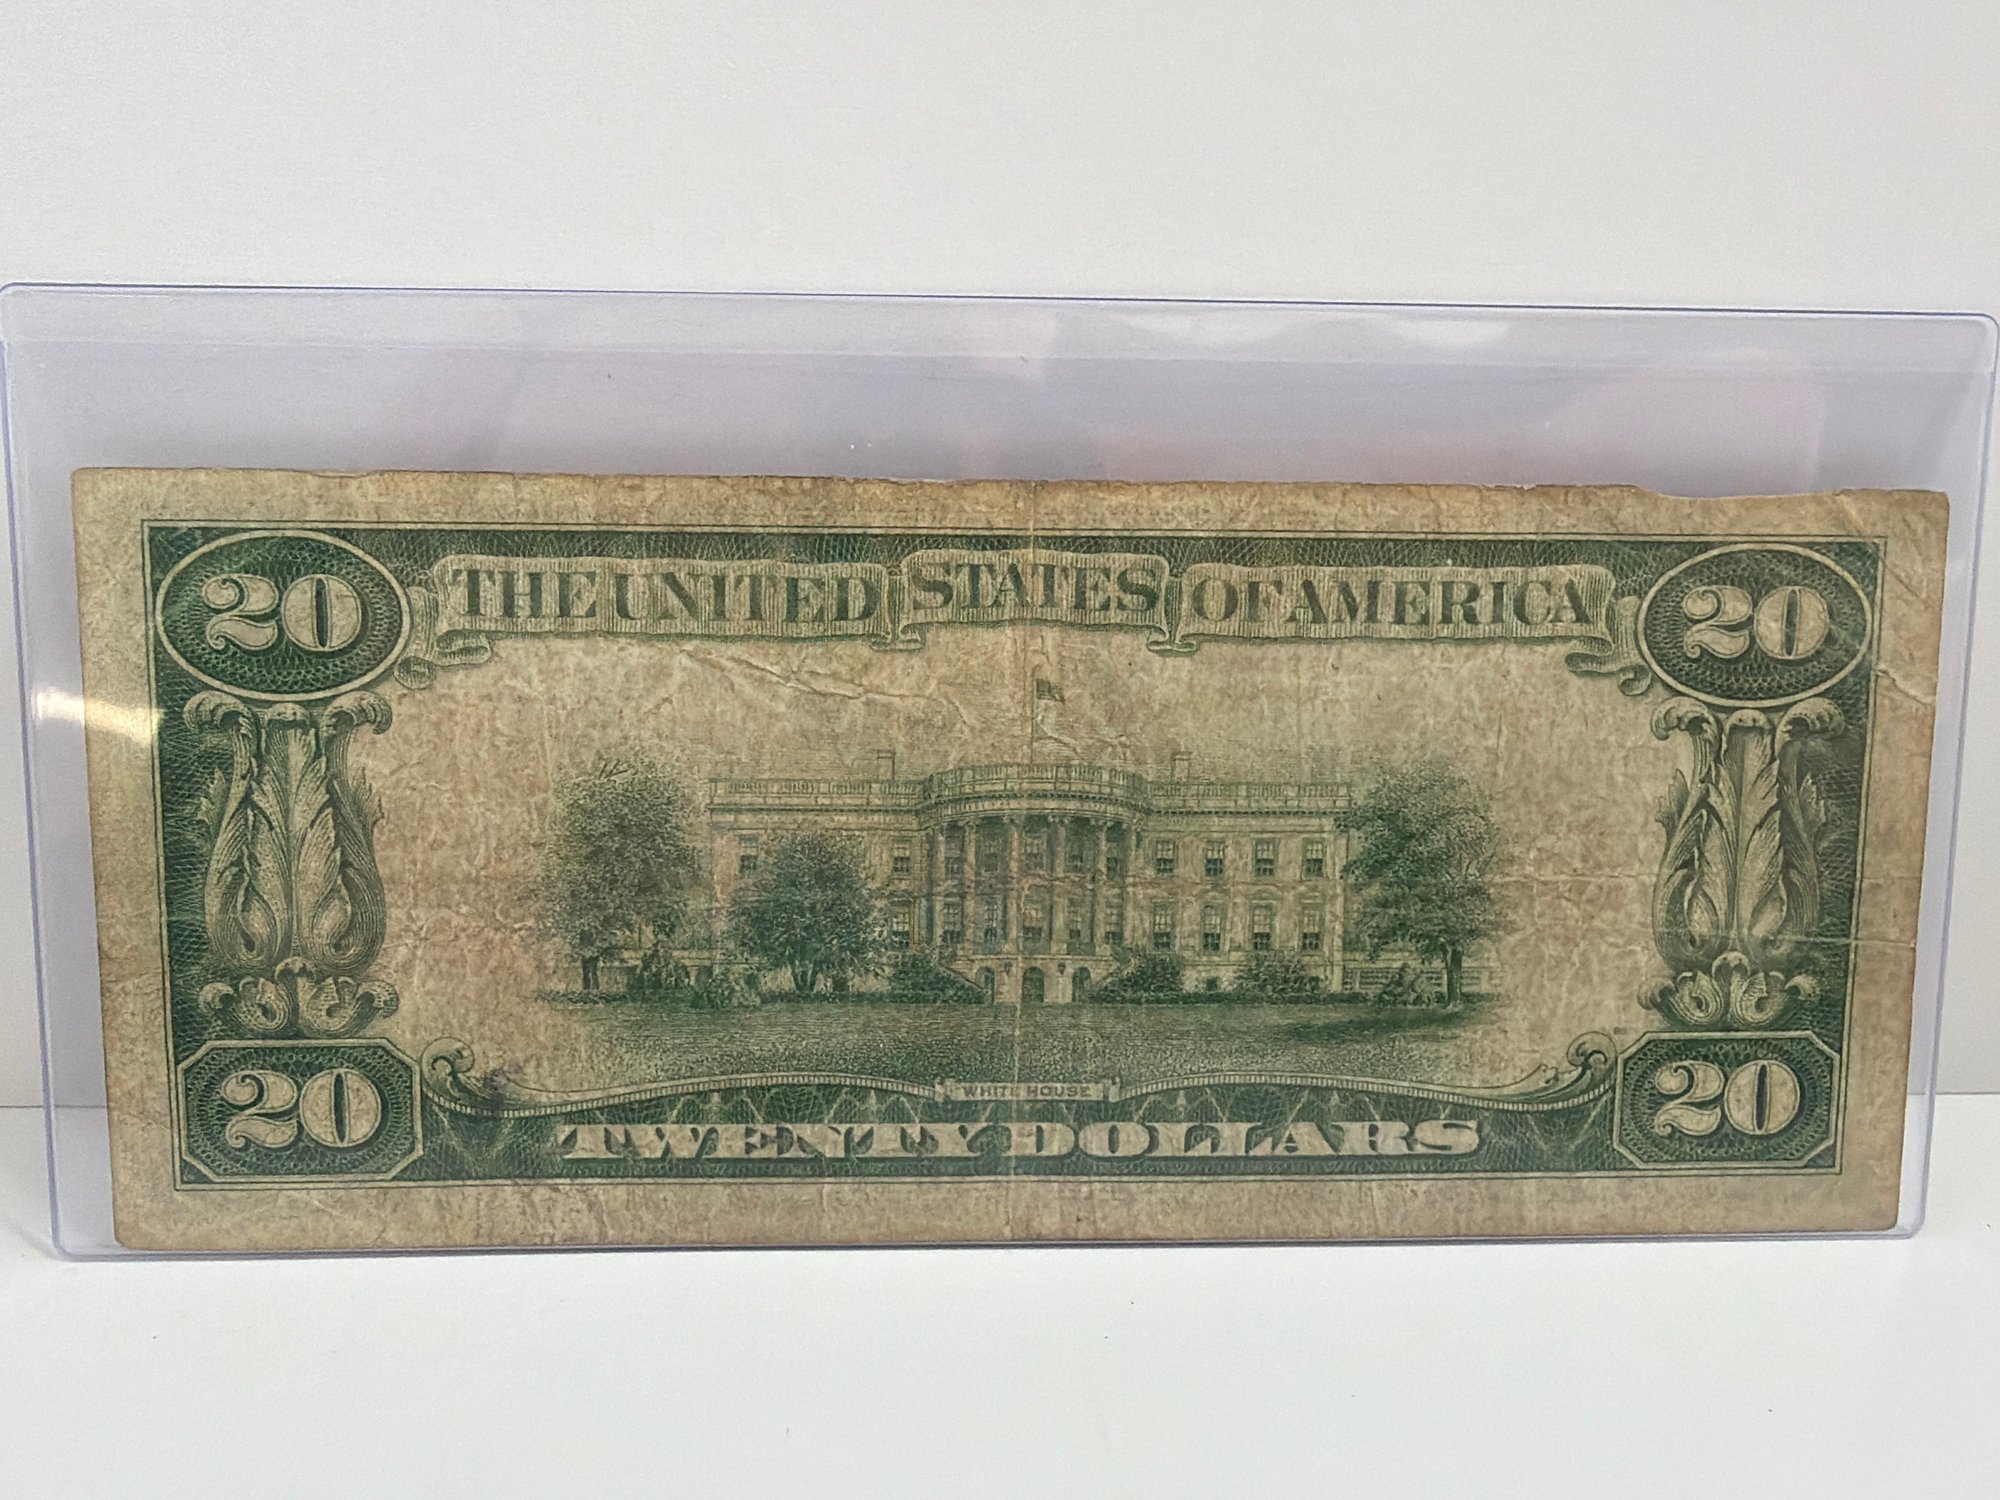 20 THE UNITED STATES OF AMERICA 20
WHITE HOUSE
20 TWENTY DOLLARS 20